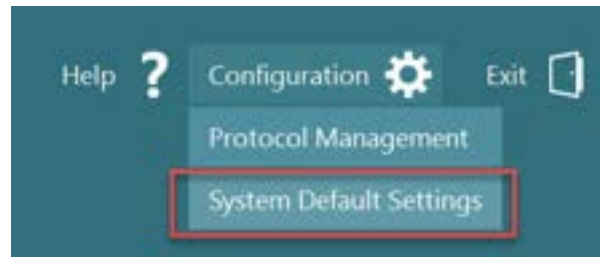 Help ? Configuration Exit
Protocol Management
System Default Settings